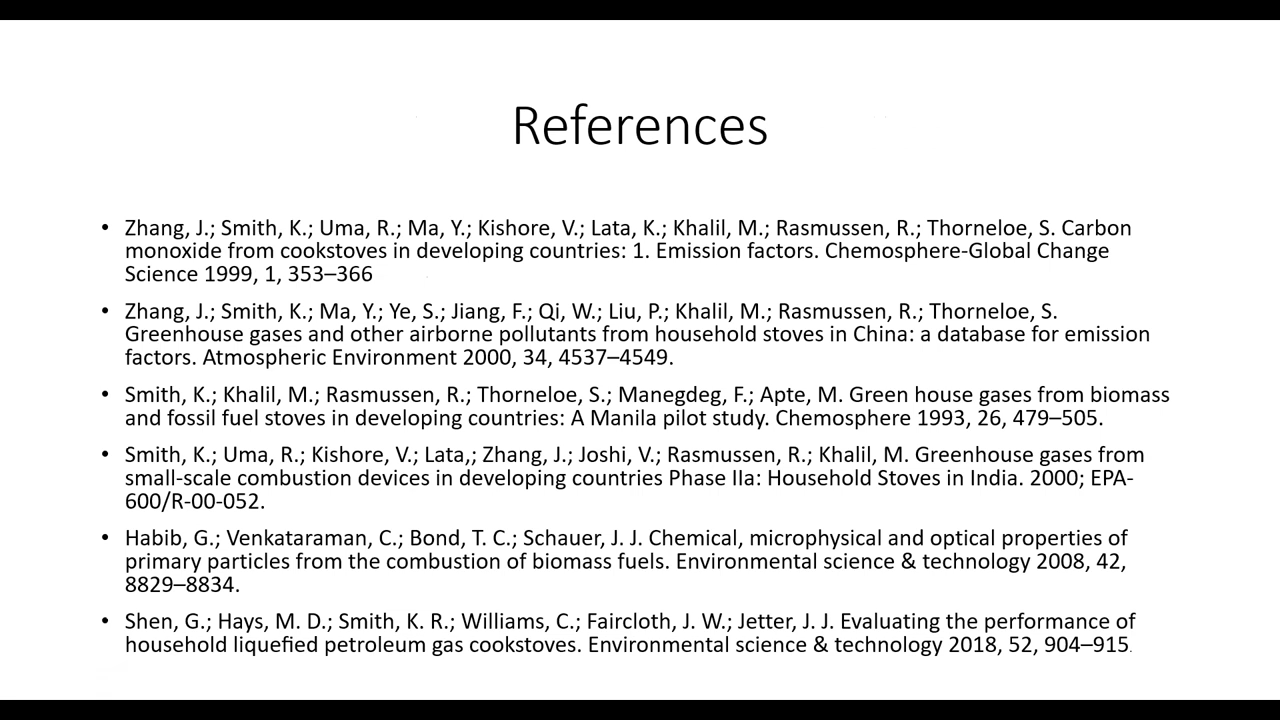 References
• Zhang, J.; Smith, K.; Uma, R.; Ma, Y.; Kishore, V.; Lata, K.; Khalil, M.; Rasmussen, R.; Thorneloe, S. Carbon
monoxide from cookstoves in developing countries: 1. Emission factors. Chemosphere-Global Change
Science 1999, 1, 353–366
• Zhang, J.; Smith, K.; Ma, Y.; Ye, S.; Jiang, F.; Qi, W.; Liu, P.; Khalil, M.; Rasmussen, R.; Thorneloe, S.
Greenhouse gases and other airborne pollutants from household stoves in China: a database for emission
factors. Atmospheric Environment 2000, 34, 4537–4549.
• Smith, K.; Khalil, M.; Rasmussen, R.; Thorneloe, S.; Manegdeg, F.; Apte, M. Green house gases from biomass
and fossil fuel stoves in developing countries: A Manila pilot study. Chemosphere 1993, 26, 479–505.
• Smith, K.; Uma, R.; Kishore, V.; Lata,; Zhang, J.; Joshi, V.; Rasmussen, R.; Khalil, M. Greenhouse gases from
small-scale combustion devices in developing countries Phase IIa: Household Stoves in India. 2000; EPA-
600/R-00-052.
• Habib, G.; Venkataraman, C.; Bond, T. C.; Schauer, J. J. Chemical, microphysical and optical properties of
primary particles from the combustion of biomass fuels. Environmental science & technology 2008, 42,
8829–8834.
• Shen, G.; Hays, M. D.; Smith, K. R.; Williams, C.; Faircloth, J. W.; Jetter, J. J. Evaluating the performance of
household liquefied petroleum gas cookstoves. Environmental science & technology 2018, 52, 904–915.